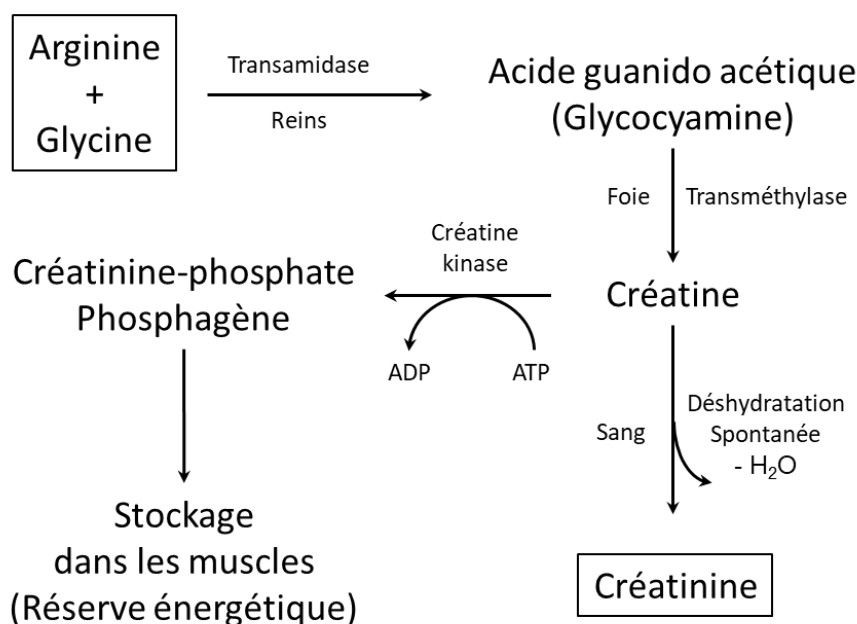 Arginine
+
Glycine
Transamidase
Reins
Acide guanido acétique
(Glycocyamine)
Foie
Transméthylase
Créatine
kinase
Créatinine-phosphate
Phosphagène
Créatine
ADP
ATP
Sang
Déshydratation
Spontanée
- H₂O
Stockage
dans les muscles
(Réserve énergétique)
Créatinine